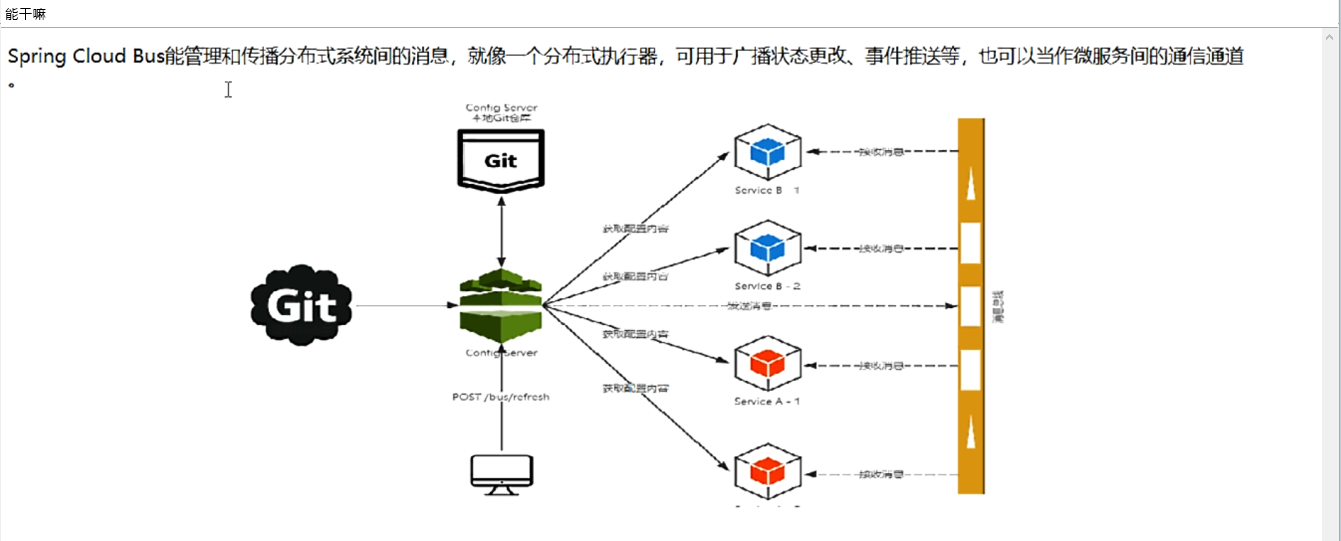 能干嘛
Spring Cloud Bus能管理和传播分布式系统间的消息，就像一个分布式执行器，可用于广播状态更改、事件推送等，也可以当作微服务间的通信通道
。
Config Server
本地Git仓库
Git
Service B - 1
接收消息
获取配置内容
Service B - 2
接收消息
获取配置内容
Git
Config Server
发送消息
消息总线
获取配置内容
Service A - 1
接收消息
POST /bus/refresh
获取配置内容
接收消息